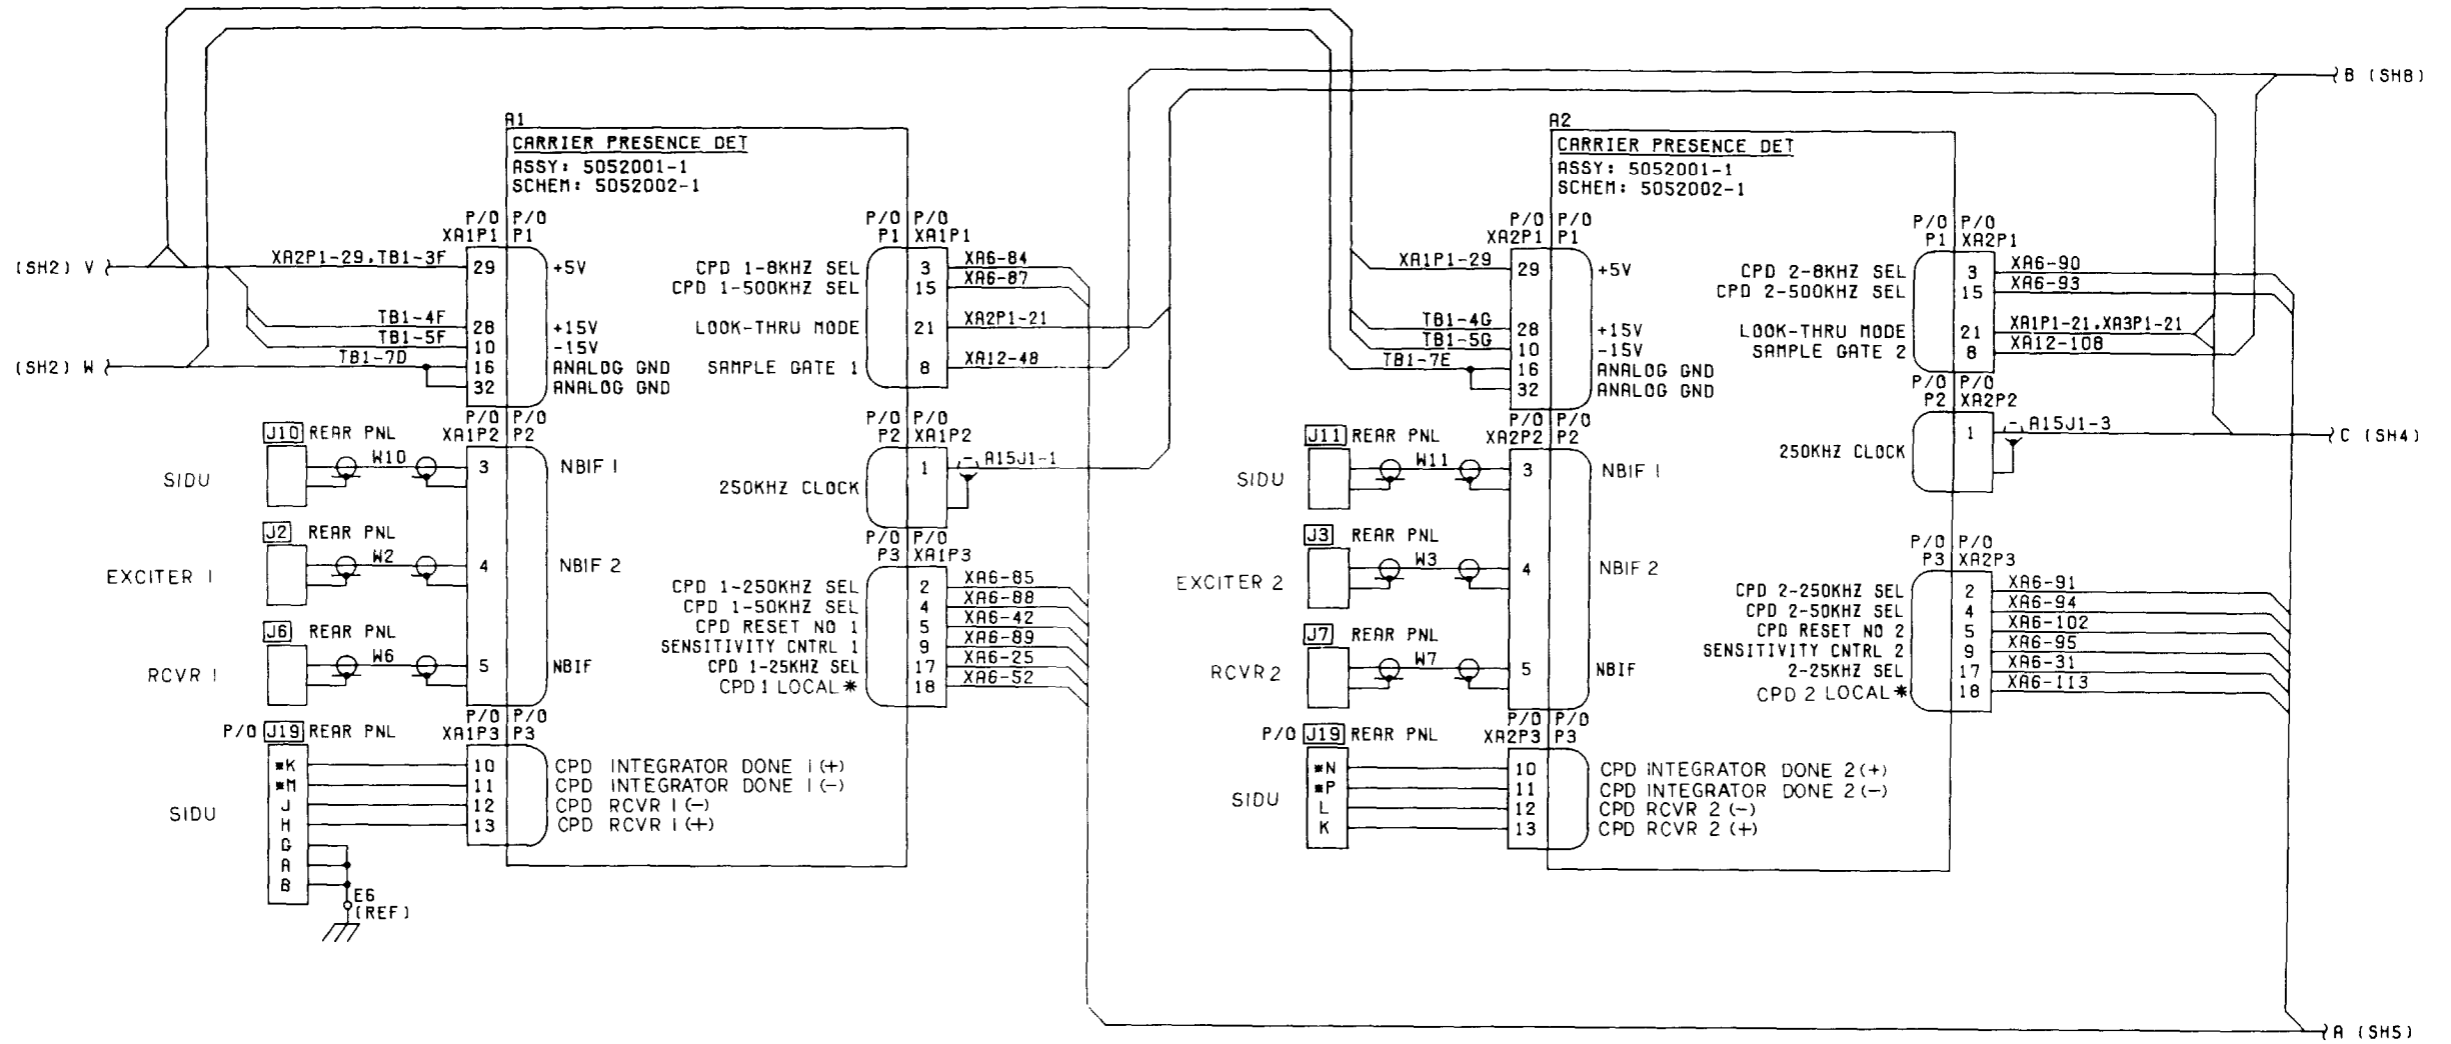 B (SH8)
A1
CARRIER PRESENCE DET
ASSY: 5052001-1
SCHEM: 5052002-1
P/O P/O
XA1P1 P1
(SH2) V
XA2P1-29,TB1-3F 29 +5V
TB1-4F 28 +15V
TB1-5F 10 -15V
(SH2) W
TB1-7D 16 ANALOG GND
32 ANALOG GND
P/O P/O
P1 XA1P1
CPD 1-8KHZ SEL 3 XA6-84
CPD 1-500KHZ SEL 15 XA6-87
LOOK-THRU MODE 21 XA2P1-21
SAMPLE GATE 1 8 XA12-48
P/O P/O
XA1P2 P2
J10 REAR PNL
SIDU W10 3 NBIF 1
J2 REAR PNL
EXCITER 1 W2 4 NBIF 2
J6 REAR PNL
RCVR 1 W6 5 NBIF
P/O P/O
P2 XA1P2
250KHZ CLOCK 1 A15J1-1
P/O P/O
P3 XA1P3
CPD 1-250KHZ SEL 2 XA6-85
CPD 1-50KHZ SEL 4 XA6-88
CPD RESET NO 1 5 XA6-42
SENSITIVITY CNTRL 1 9 XA6-89
CPD 1-25KHZ SEL 17 XA6-25
CPD 1 LOCAL* 18 XA6-52
P/O P/O
XA1P3 P3
P/O J19 REAR PNL
SIDU
*K 10 CPD INTEGRATOR DONE 1 (+)
*M 11 CPD INTEGRATOR DONE 1 (-)
J 12 CPD RCVR 1 (-)
H 13 CPD RCVR 1 (+)
G
A
B
E6
(REF)
A2
CARRIER PRESENCE DET
ASSY: 5052001-1
SCHEM: 5052002-1
P/O P/O
XA2P1 P1
XA1P1-29 29 +5V
TB1-4G 28 +15V
TB1-5G 10 -15V
TB1-7E 16 ANALOG GND
32 ANALOG GND
P/O P/O
P1 XA2P1
CPD 2-8KHZ SEL 3 XA6-90
CPD 2-500KHZ SEL 15 XA6-93
LOOK-THRU MODE 21 XA1P1-21,XA3P1-21
SAMPLE GATE 2 8 XA12-108
P/O P/O
XA2P2 P2
J11 REAR PNL
SIDU W11 3 NBIF 1
J3 REAR PNL
EXCITER 2 W3 4 NBIF 2
J7 REAR PNL
RCVR 2 W7 5 NBIF
P/O P/O
P2 XA2P2
250KHZ CLOCK 1 A15J1-3
C (SH4)
P/O P/O
P3 XA2P3
CPD 2-250KHZ SEL 2 XA6-91
CPD 2-50KHZ SEL 4 XA6-94
CPD RESET NO 2 5 XA6-102
SENSITIVITY CNTRL 2 9 XA6-95
2-25KHZ SEL 17 XA6-31
CPD 2 LOCAL* 18 XA6-113
P/O P/O
XA2P3 P3
P/O J19 REAR PNL
SIDU
*N 10 CPD INTEGRATOR DONE 2 (+)
*P 11 CPD INTEGRATOR DONE 2 (-)
L 12 CPD RCVR 2 (-)
K 13 CPD RCVR 2 (+)
A (SH5)